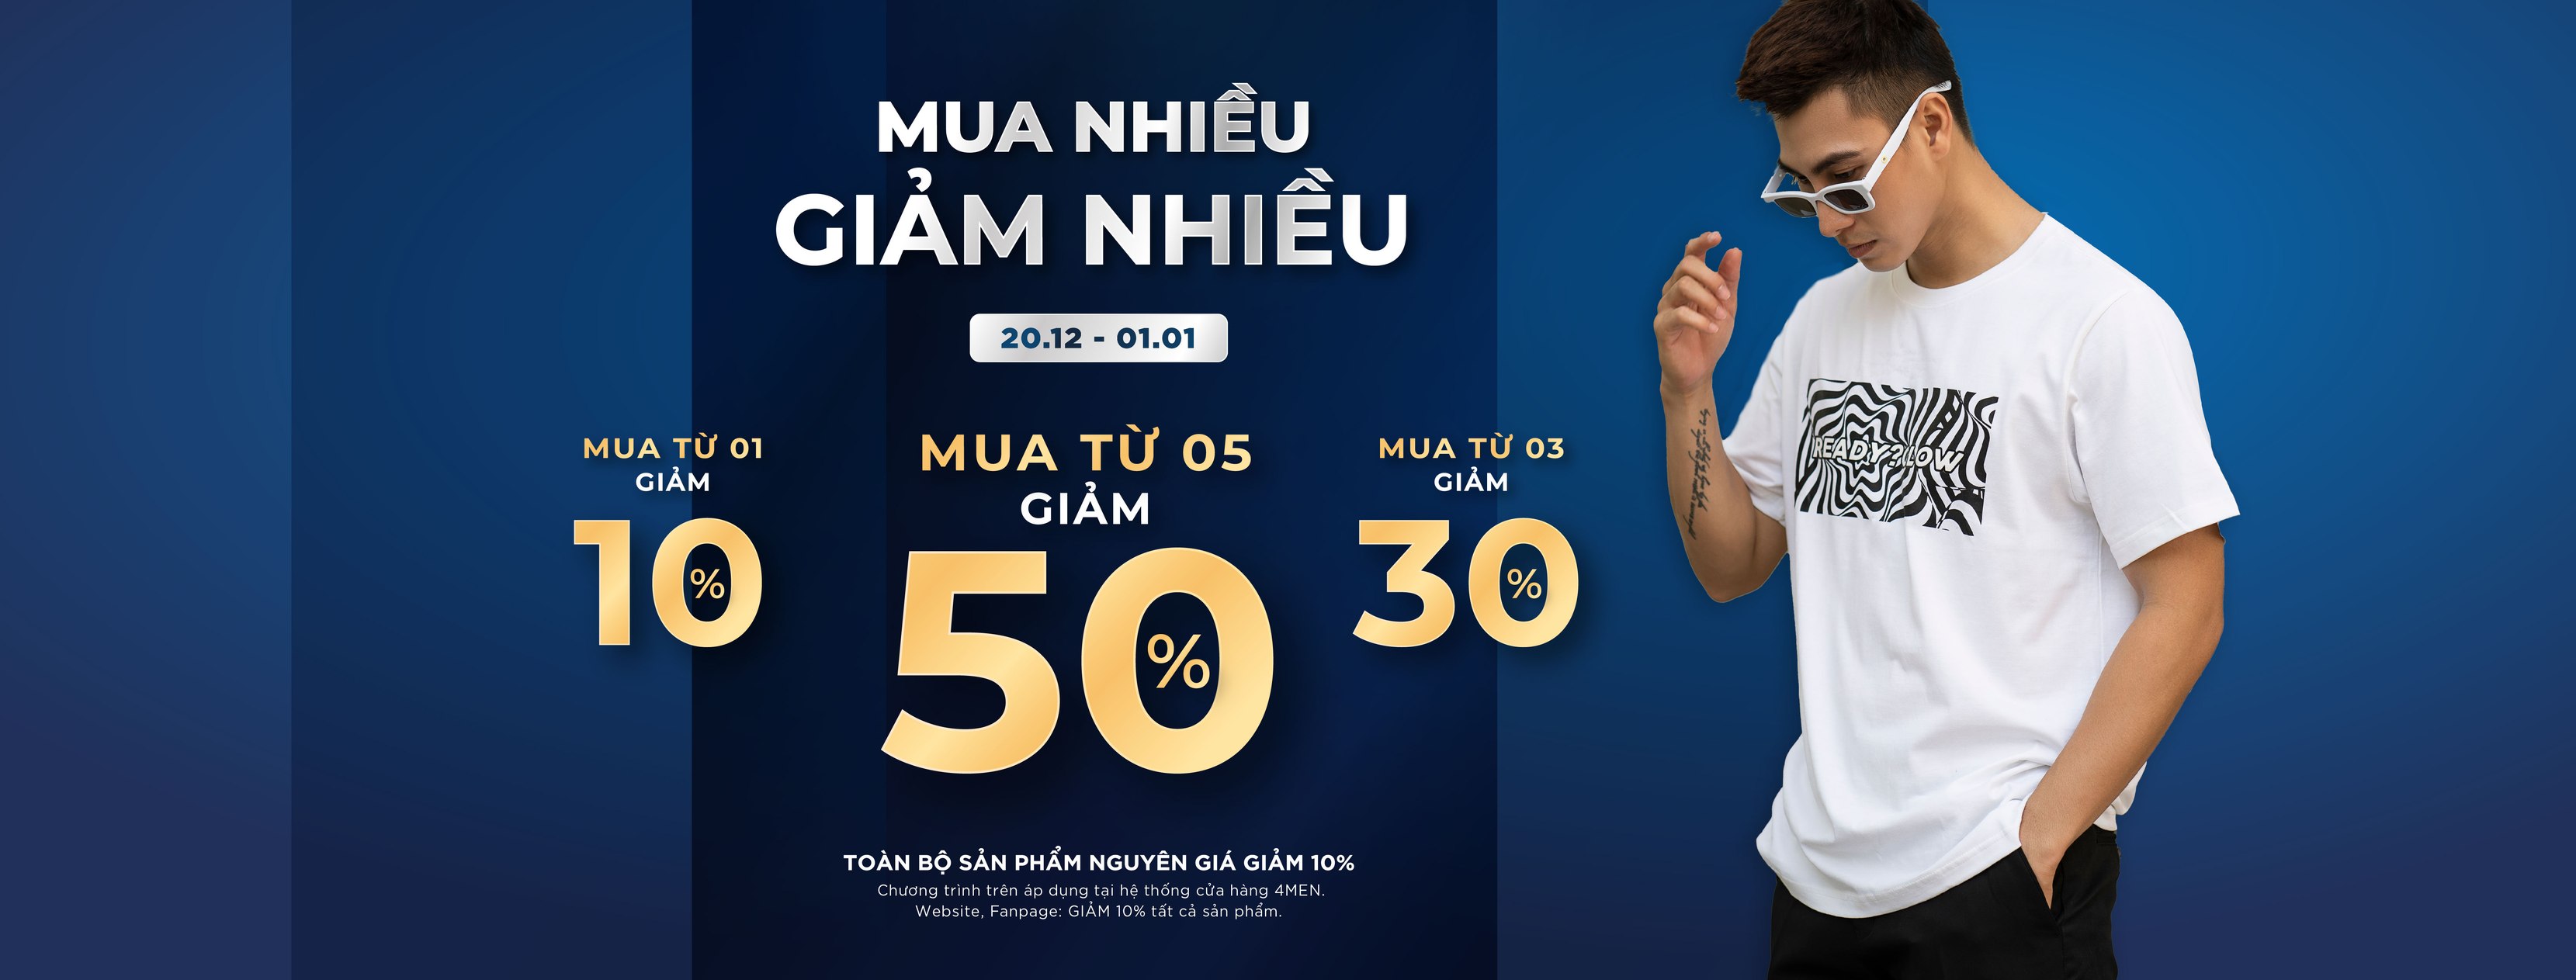 MUA NHIỀU
GIẢM NHIỀU
20.12 - 01.01
MUA TỪ 01
GIẢM
10%
MUA TỪ 05
GIẢM
50%
MUA TỪ 03
GIẢM
30%
TOÀN BỘ SẢN PHẨM NGUYÊN GIÁ GIẢM 10%
Chương trình trên áp dụng tại hệ thống cửa hàng 4MEN.
Website, Fanpage: GIẢM 10% tất cả sản phẩm.
READY?